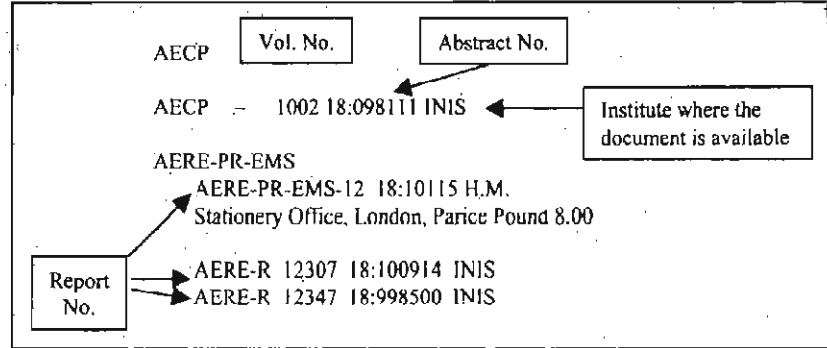 AECP Vol. No. Abstract No.
AECP - 1002 18:098111 INIS
Institute where the
document is available
AERE-PR-EMS
AERE-PR-EMS-12 18:10115 H.M.
Stationery Office, London, Parice Pound 8.00
Report
No.
AERE-R 12307 18:100914 INIS
AERE-R 12347 18:998500 INIS